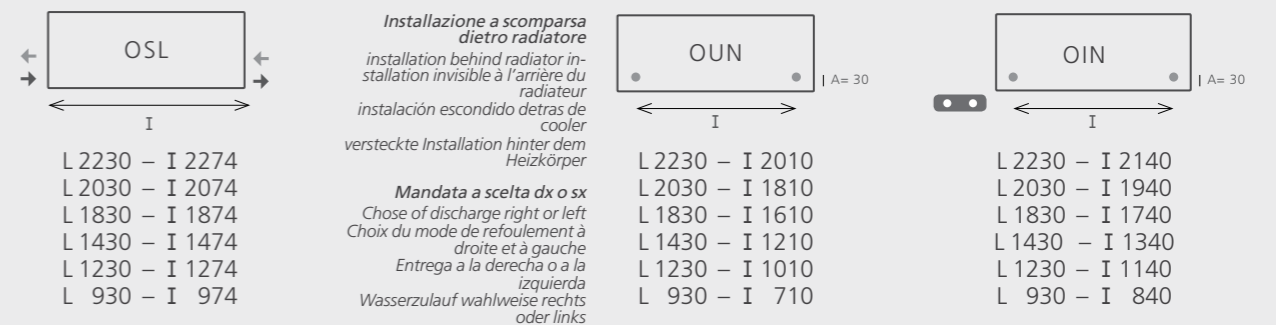 OSL
I
L 2230 – I 2274
L 2030 – I 2074
L 1830 – I 1874
L 1430 – I 1474
L 1230 – I 1274
L 930 – I 974
Installazione a scomparsa
dietro radiatore
installation behind radiator in-
stallation invisible à l'arrière du
radiateur
instalación escondido detras de
cooler
versteckte Installation hinter dem
Heizkörper
Mandata a scelta dx o sx
Chose of discharge right or left
Choix du mode de refoulement à
droite et à gauche
Entrega a la derecha o a la
izquierda
Wasserzulauf wahlweise rechts
oder links
OUN
A= 30
I
L 2230 – I 2010
L 2030 – I 1810
L 1830 – I 1610
L 1430 – I 1210
L 1230 – I 1010
L 930 – I 710
OIN
A= 30
I
L 2230 – I 2140
L 2030 – I 1940
L 1830 – I 1740
L 1430 – I 1340
L 1230 – I 1140
L 930 – I 840